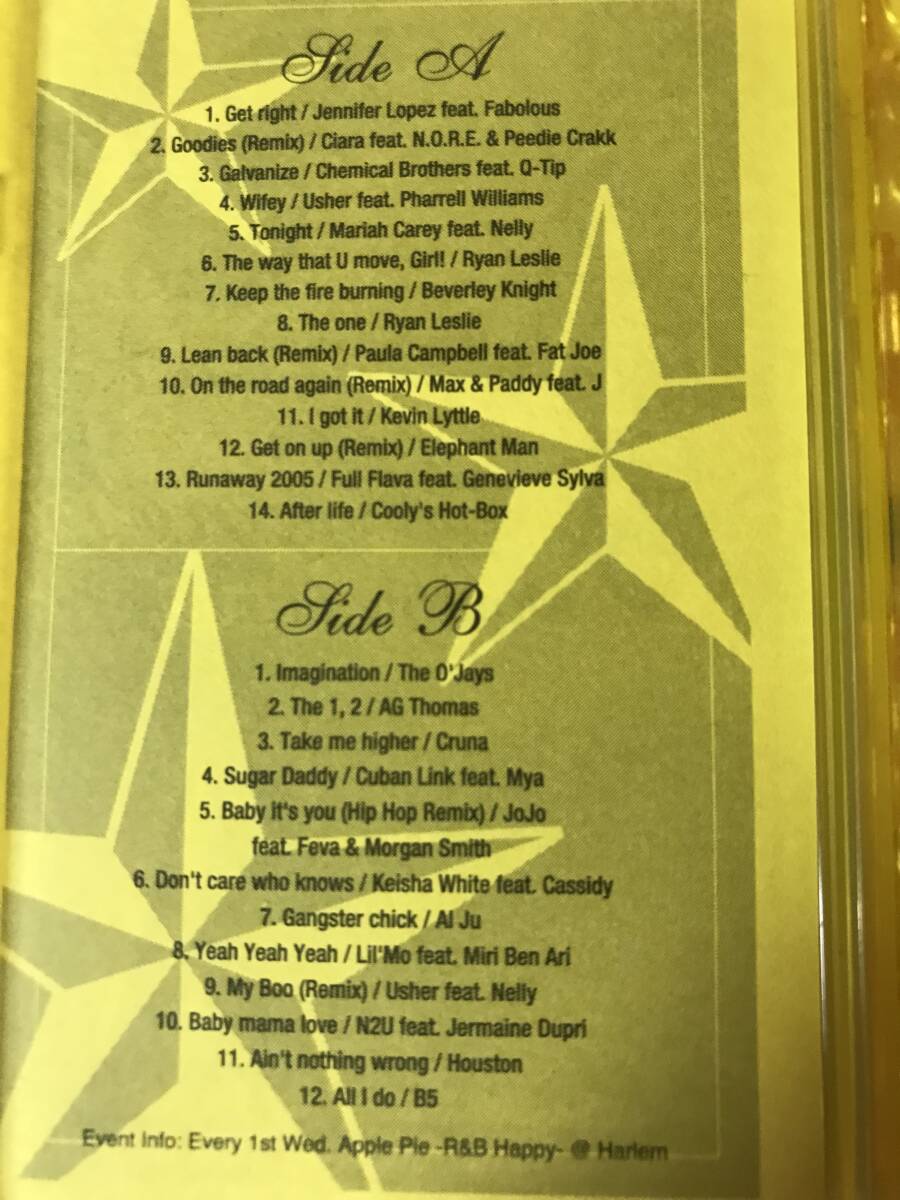 Side A
1. Get right / Jennifer Lopez feat. Fabolous
2. Goodies (Remix) / Ciara feat. N.O.R.E. & Peedie Crakk
3. Galvanize / Chemical Brothers feat. Q-Tip
4. Wifey / Usher feat. Pharrell Williams
5. Tonight / Mariah Carey feat. Nelly
6. The way that U move, Girl! / Ryan Leslie
7. Keep the fire burning / Beverley Knight
8. The one / Ryan Leslie
9. Lean back (Remix) / Paula Campbell feat. Fat Joe
10. On the road again (Remix) / Max & Paddy feat. J
11. I got it / Kevin Lyttle
12. Get on up (Remix) / Elephant Man
13. Runaway 2005 / Full Flava feat. Genevieve Sylva
14. After life / Cooly's Hot-Box
Side B
1. Imagination / The O'Jays
2. The 1, 2 / AG Thomas
3. Take me higher / Cruna
4. Sugar Daddy / Cuban Link feat. Mya
5. Baby it's you (Hip Hop Remix) / JoJo
feat. Feva & Morgan Smith
6. Don't care who knows / Keisha White feat. Cassidy
7. Gangster chick / Al Ju
8. Yeah Yeah Yeah / Lil'Mo feat. Miri Ben Ari
9. My Boo (Remix) / Usher feat. Nelly
10. Baby mama love / N2U feat. Jermaine Dupri
11. Ain't nothing wrong / Houston
12. All I do / B5
Event Info: Every 1st Wed. Apple Pie -R&B Happy- @ Harlem